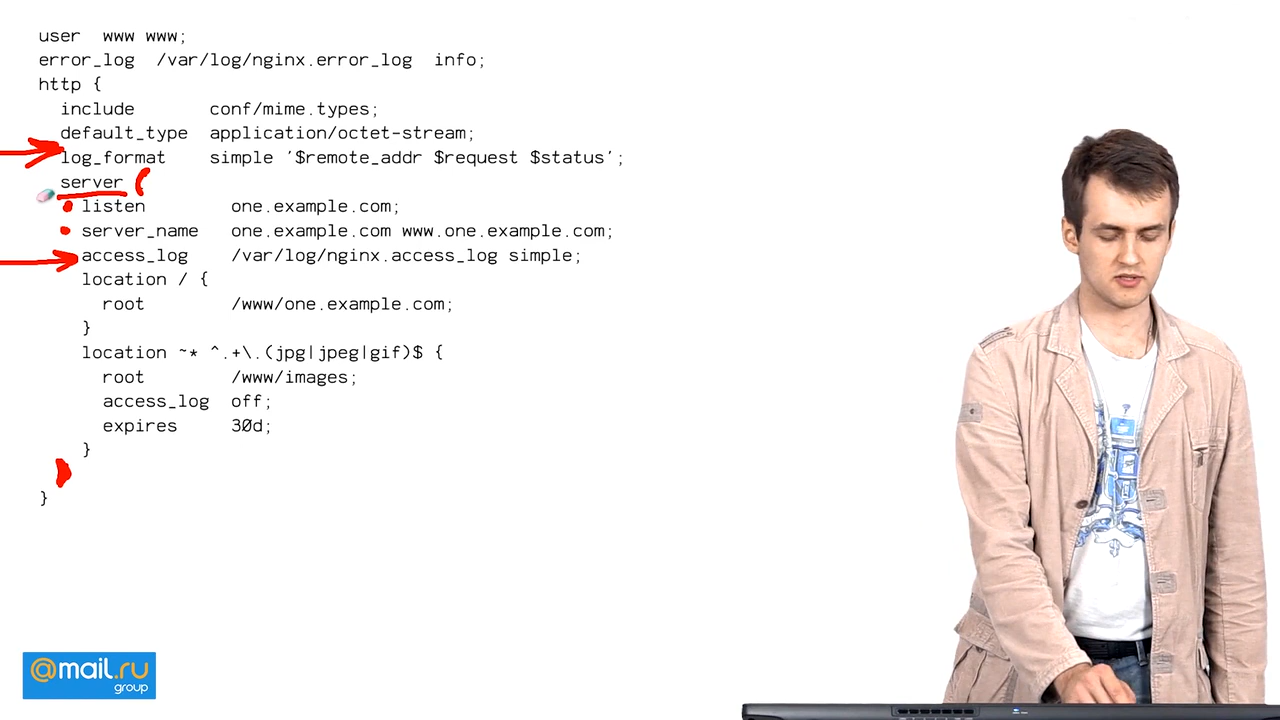 user www www;
error_log /var/log/nginx.error_log info;
http {
include conf/mime.types;
default_type application/octet-stream;
log_format simple '$remote_addr $request $status';
server (
listen one.example.com;
server_name one.example.com www.one.example.com;
access_log /var/log/nginx.access_log simple;
location / {
root /www/one.example.com;
}
location ~* ^.+\.(jpg|jpeg|gif)$ {
root /www/images;
access_log off;
expires 30d;
}
)
}
@mail.ru
group